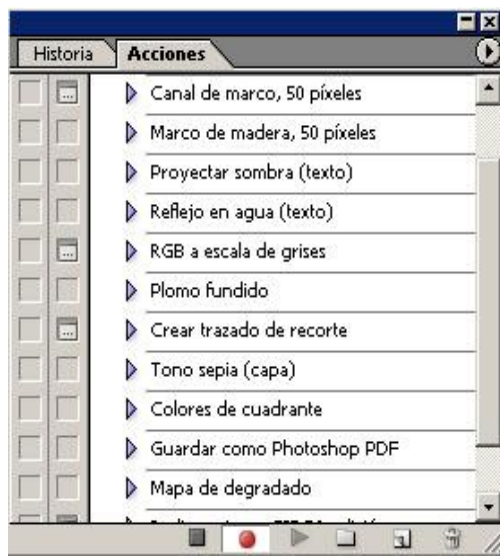 Historia
Acciones
Canal de marco, 50 píxeles
Marco de madera, 50 píxeles
Proyectar sombra (texto)
Reflejo en agua (texto)
RGB a escala de grises
Plomo fundido
Crear trazado de recorte
Tono sepia (capa)
Colores de cuadrante
Guardar como Photoshop PDF
Mapa de degradado